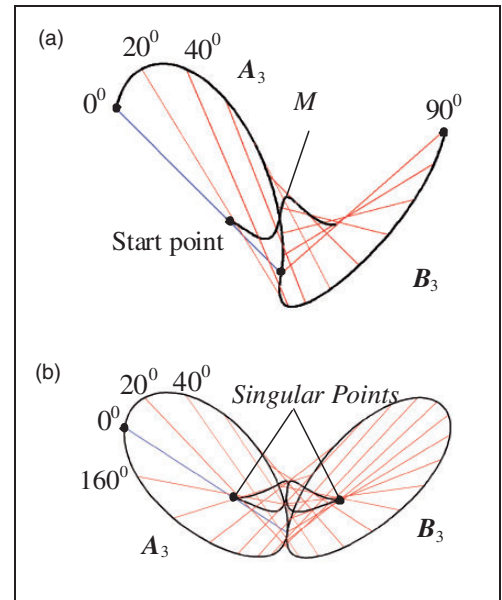 (a)
20⁰ 40⁰ A₃
0⁰ M 90⁰
Start point
B₃
(b)
20⁰ 40⁰ Singular Points
0⁰
160⁰
A₃ B₃